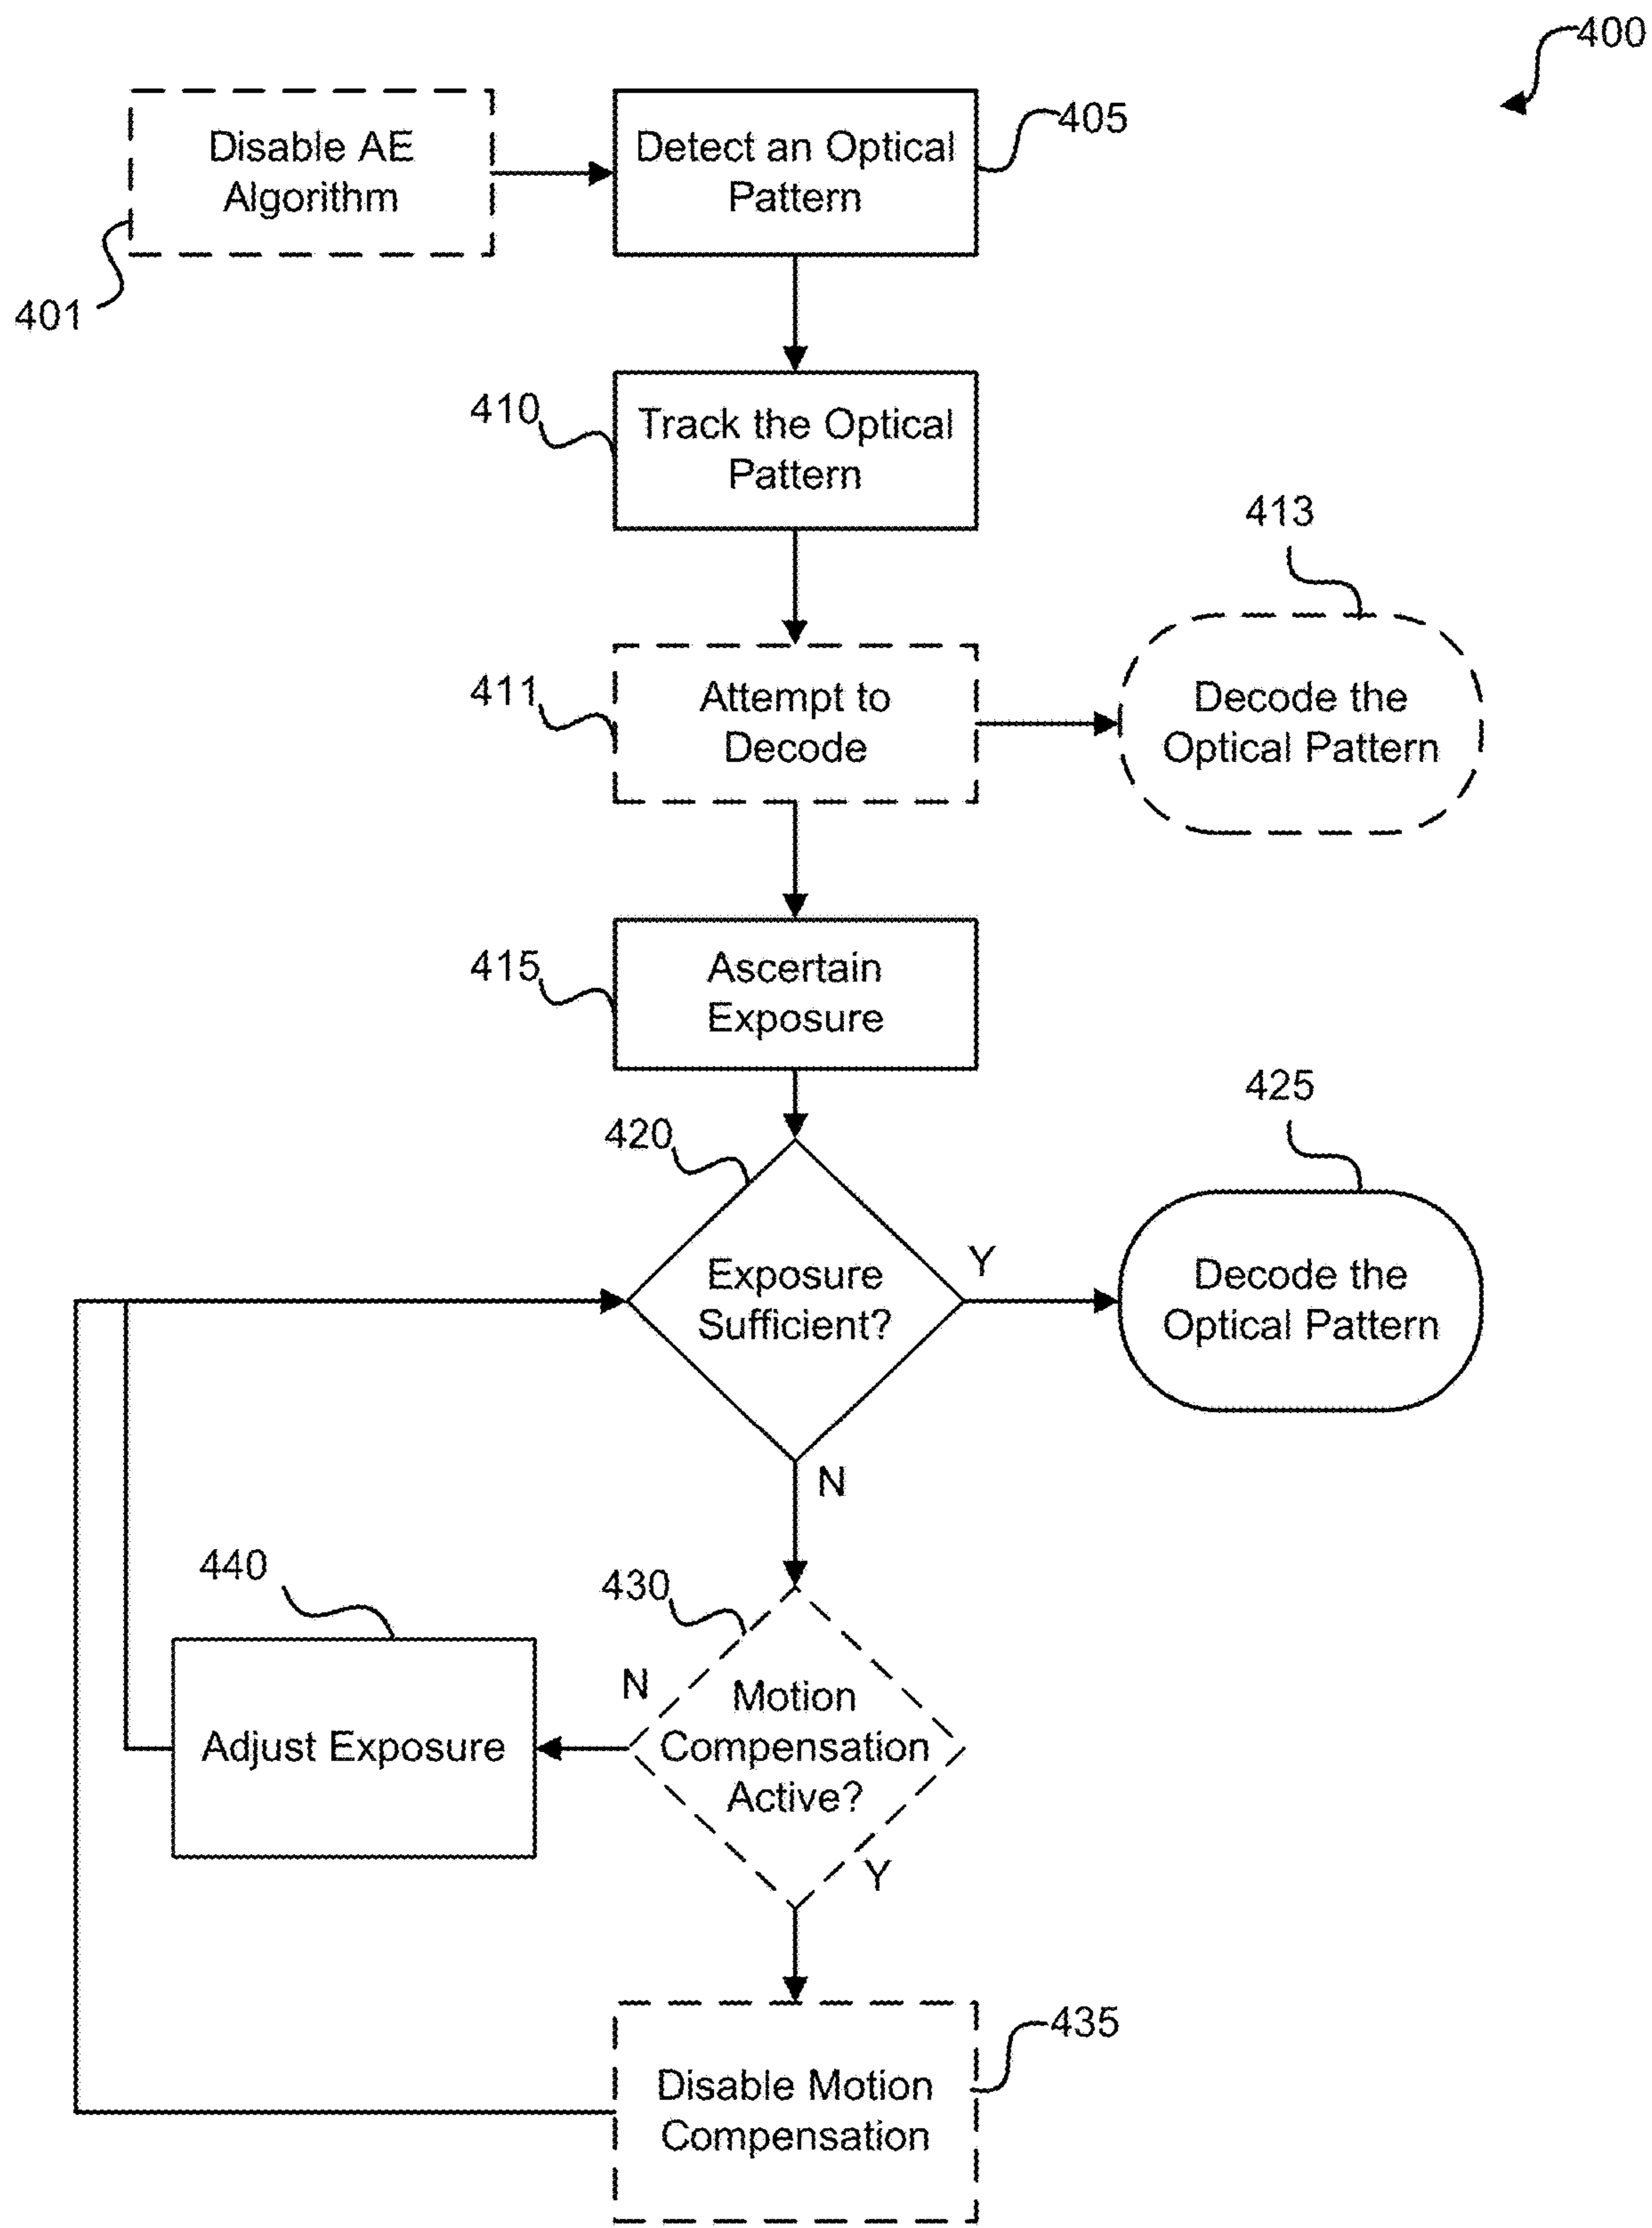 400
Disable AE
Algorithm
401
Detect an Optical
Pattern
405
410
Track the Optical
Pattern
413
411
Attempt to
Decode
Decode the
Optical Pattern
415
Ascertain
Exposure
420
425
Exposure
Sufficient?
Y
Decode the
Optical Pattern
N
440
430
N
Adjust Exposure
Motion
Compensation
Active?
Y
435
Disable Motion
Compensation